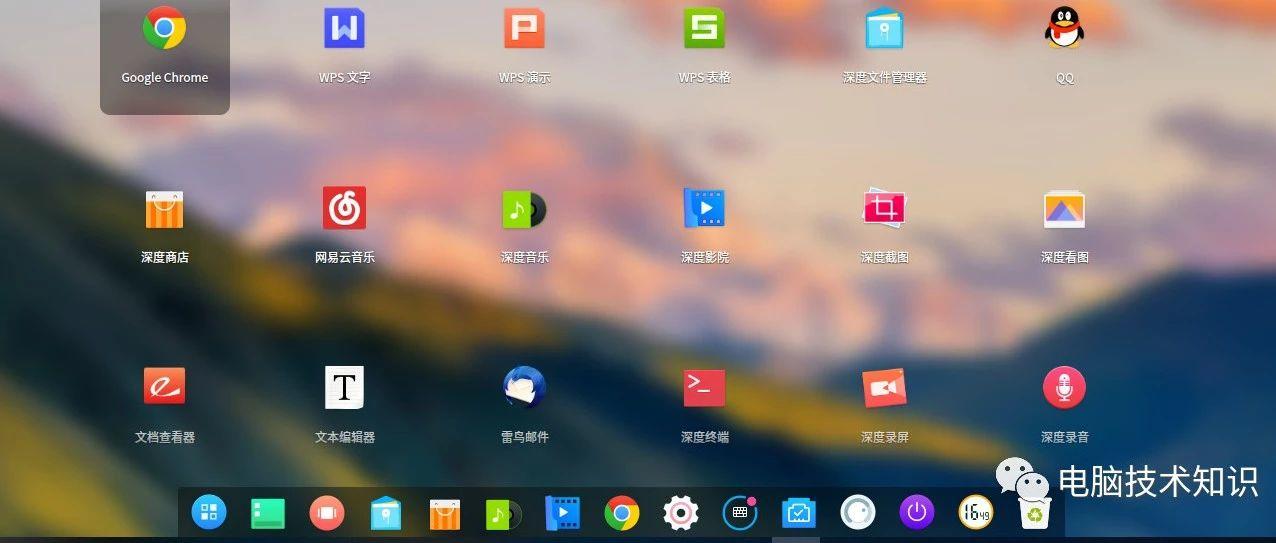 Google Chrome
WPS 文字
WPS 演示
WPS 表格
深度文件管理器
QQ
深度商店
网易云音乐
深度音乐
深度影院
深度截图
深度看图
文档查看器
文本编辑器
雷鸟邮件
深度终端
深度录屏
深度录音
电脑技术知识
16 49